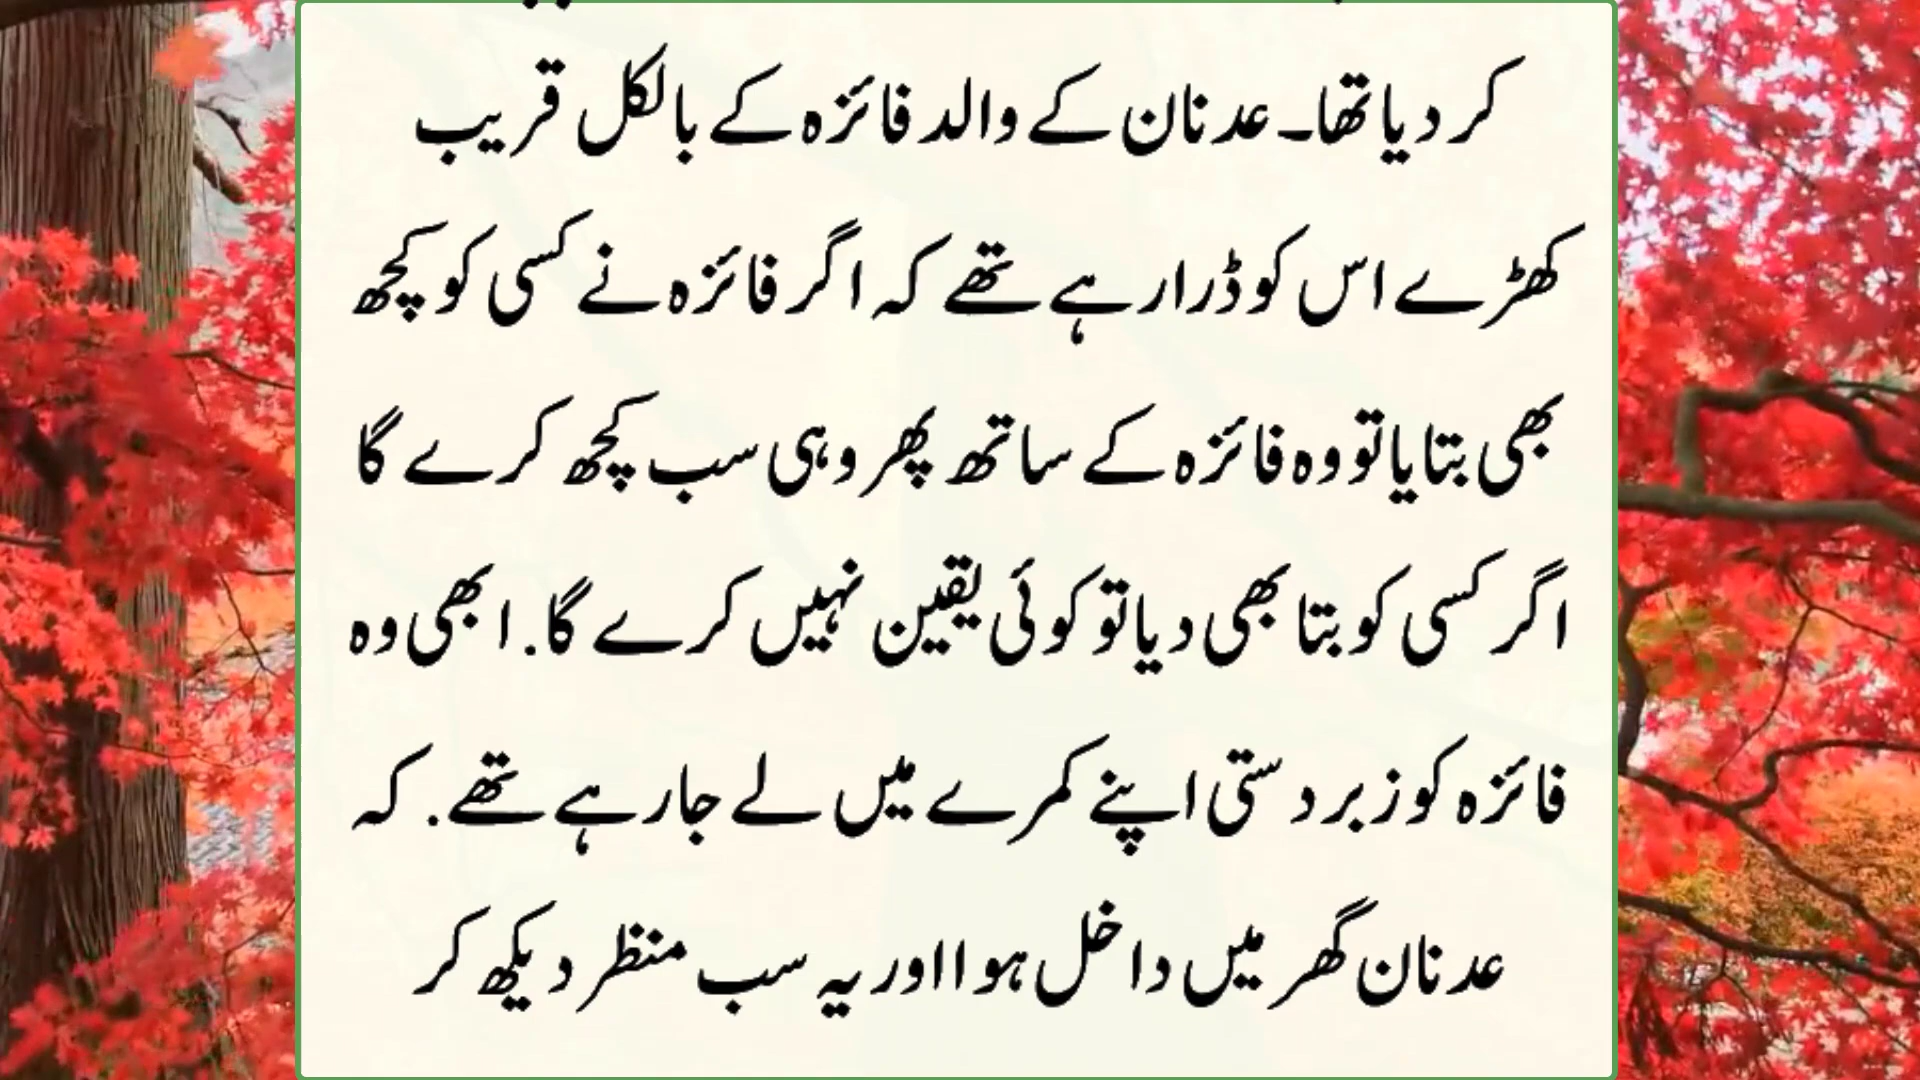 کر دیا تھا۔ عدنان کے والد فائزہ کے بالکل قریب
کھڑے اس کو ڈرا رہے تھے کہ اگر فائزہ نے کسی کو کچھ
بھی بتایا تو وہ فائزہ کے ساتھ پھر وہی سب کچھ کرے گا
اگر کسی کو بتا بھی دیا تو کوئی یقین نہیں کرے گا. ابھی وہ
فائزہ کو زبردستی اپنے کمرے میں لے جا رہے تھے. کہ
عدنان گھر میں داخل ہوا اور یہ سب منظر دیکھ کر